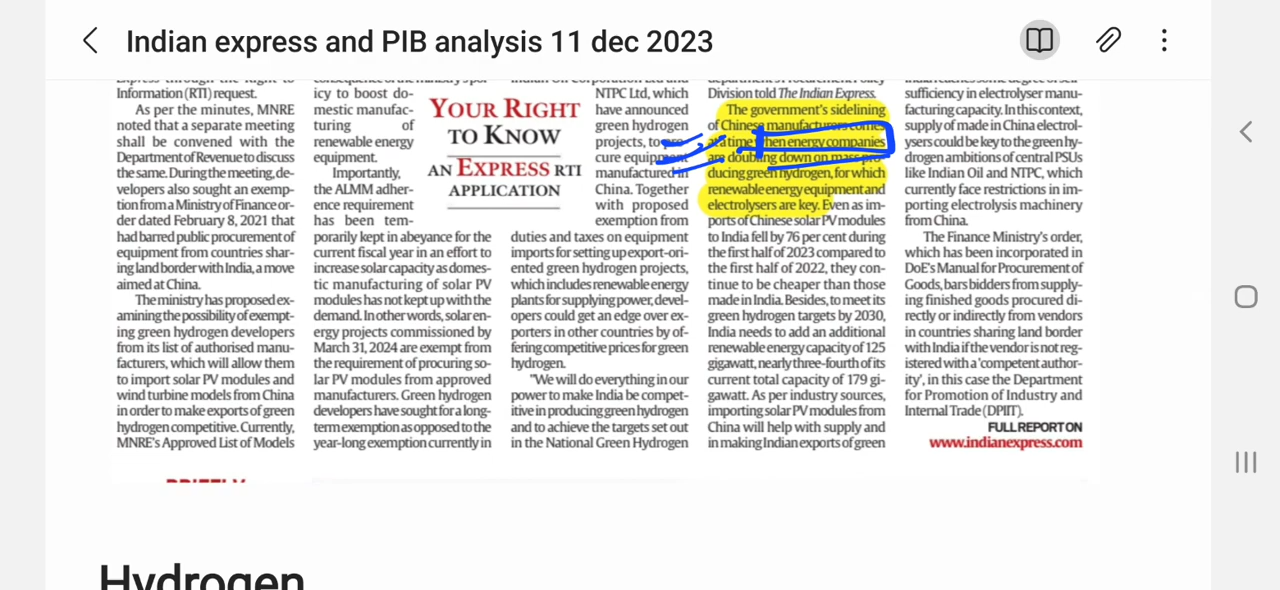 Indian express and PIB analysis 11 dec 2023
Information (RTI) request.
As per the minutes, MNRE
noted that a separate meeting
shall be convened with the
Department of Revenue to discuss
the same. During the meeting, de-
velopers also sought an exemp-
tion from a Ministry of Finance or-
der dated February 8, 2021 that
had barred public procurement of
equipment from countries shar-
ing land border with India, a move
aimed at China.
The ministry has proposed ex-
amining the possibility of exempt-
ing green hydrogen developers
from its list of authorised manu-
facturers, which will allow them
to import solar PV modules and
wind turbine models from China
in order to make exports of green
hydrogen competitive. Currently,
MNRE's Approved List of Models
icy to boost do-
mestic manufac-
turing of
renewable energy
equipment.
Importantly,
the ALMM adher-
ence requirement
has been tem-
porarily kept in abeyance for the
current fiscal year in an effort to
increase solar capacity as domes-
tic manufacturing of solar PV
modules has not kept up with the
demand. In other words, solar en-
ergy projects commissioned by
March 31, 2024 are exempt from
the requirement of procuring so-
lar PV modules from approved
manufacturers. Green hydrogen
developers have sought for a long-
term exemption as opposed to the
year-long exemption currently in
YOUR RIGHT
TO KNOW
AN EXPRESS RTI
APPLICATION
NTPC Ltd, which
have announced
green hydrogen
projects, to pro-
cure equipment
manufactured in
China. Together
with proposed
exemption from
duties and taxes on equipment
imports for setting up export-ori-
ented green hydrogen projects,
which includes renewable energy
plants for supplying power, devel-
opers could get an edge over ex-
porters in other countries by of-
fering competitive prices for green
hydrogen.
"We will do everything in our
power to make India be compet-
itive in producing green hydrogen
and to achieve the targets set out
in the National Green Hydrogen
Division told The Indian Express.
The government's sidelining
of Chinese manufacturers comes
at a time when energy companies
are doubling down on mass pro-
ducing green hydrogen, for which
renewable energy equipment and
electrolysers are key. Even as im-
ports of Chinese solar PV modules
to India fell by 76 per cent during
the first half of 2023 compared to
the first half of 2022, they con-
tinue to be cheaper than those
made in India. Besides, to meet its
green hydrogen targets by 2030,
India needs to add an additional
renewable energy capacity of 125
gigawatt, nearly three-fourth of its
current total capacity of 179 gi-
gawatt. As per industry sources,
importing solar PV modules from
China will help with supply and
in making Indian exports of green
sufficiency in electrolyser manu-
facturing capacity. In this context,
supply of made in China electrol-
ysers could be key to the green hy-
drogen ambitions of central PSUs
like Indian Oil and NTPC, which
currently face restrictions in im-
porting electrolysis machinery
from China.
The Finance Ministry's order,
which has been incorporated in
DoE's Manual for Procurement of
Goods, bars bidders from supply-
ing finished goods procured di-
rectly or indirectly from vendors
in countries sharing land border
with India if the vendor is not reg-
istered with a 'competent author-
ity', in this case the Department
for Promotion of Industry and
Internal Trade (DPIIT).
FULL REPORT ON
www.indianexpress.com
Hydrogen